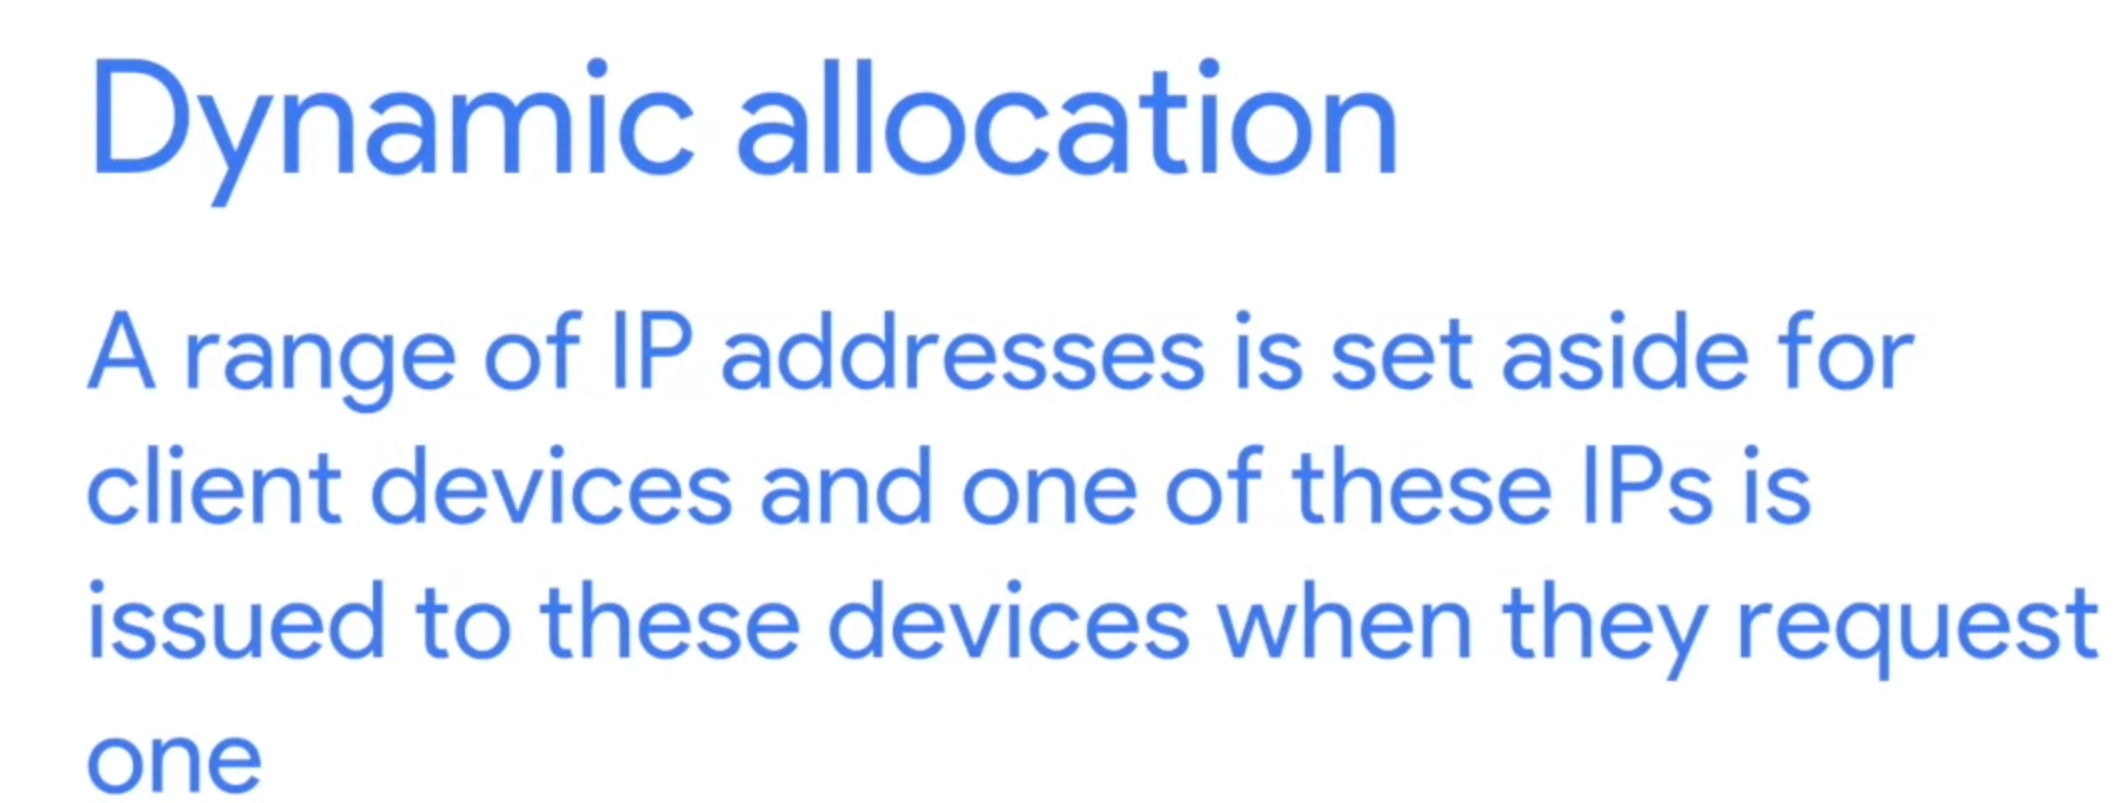 Dynamic allocation
A range of IP addresses is set aside for
client devices and one of these IPs is
issued to these devices when they request
one